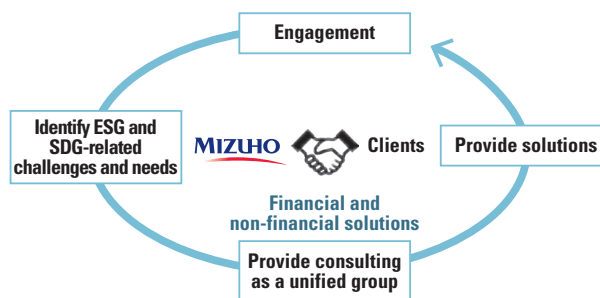 Engagement
Identify ESG and
SDG-related
challenges and needs
MIZUHO
Clients
Provide solutions
Financial and
non-financial solutions
Provide consulting
as a unified group